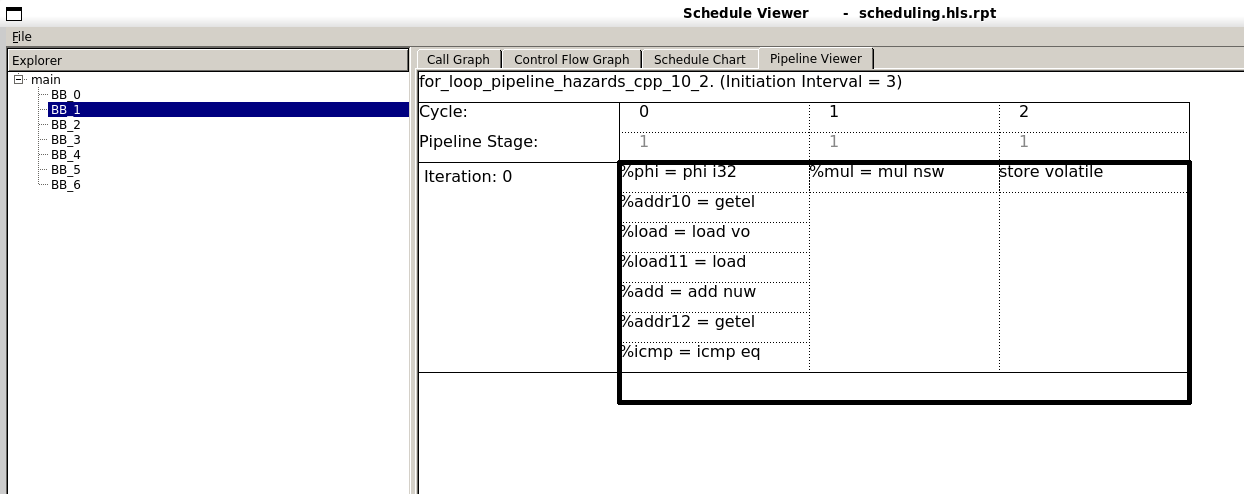 Schedule Viewer - scheduling.hls.rpt
File
Explorer
main
BB_0
BB_1
BB_2
BB_3
BB_4
BB_5
BB_6
Call Graph Control Flow Graph Schedule Chart Pipeline Viewer
for_loop_pipeline_hazards_cpp_10_2. (Initiation Interval = 3)
Cycle: 0 1 2
Pipeline Stage: 1 1 1
Iteration: 0 %phi = phi i32 %mul = mul nsw store volatile
%addr10 = getel
%load = load vo
%load11 = load
%add = add nuw
%addr12 = getel
%icmp = icmp eq